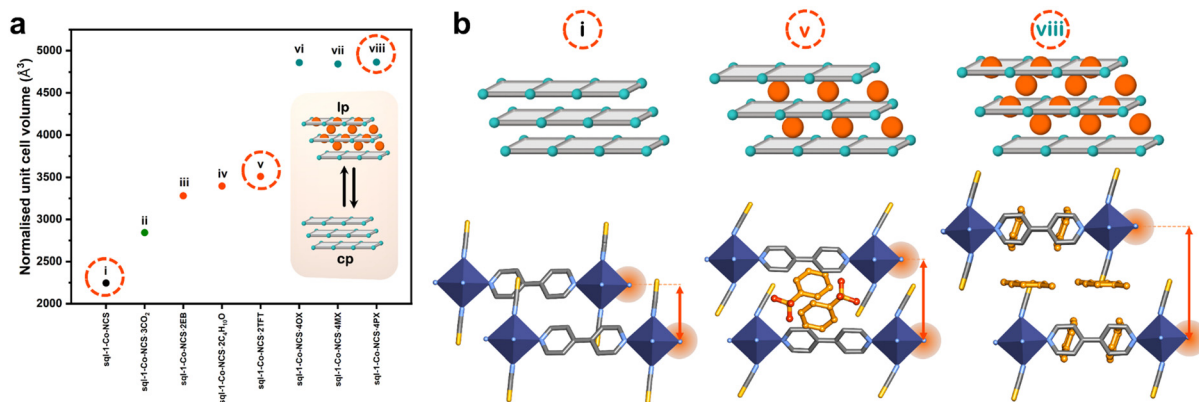 a
Normalised unit cell volume (Å³)
5000
4500
4000
3500
3000
2500
2000
i
ii
iii
iv
v
vi
vii
viii
lp
cp
sql-1-Co-NCS
sql-1-Co-NCS·3CO₂
sql-1-Co-NCS·2EB
sql-1-Co-NCS·2C₄H₁₀O
sql-1-Co-NCS·2TFT
sql-1-Co-NCS·4OX
sql-1-Co-NCS·4MX
sql-1-Co-NCS·4PX
b
i
v
viii